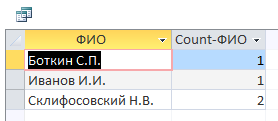 ФИО Count-ФИО
Боткин С.П. 1
Иванов И.И. 1
Склифосовский Н.В. 2